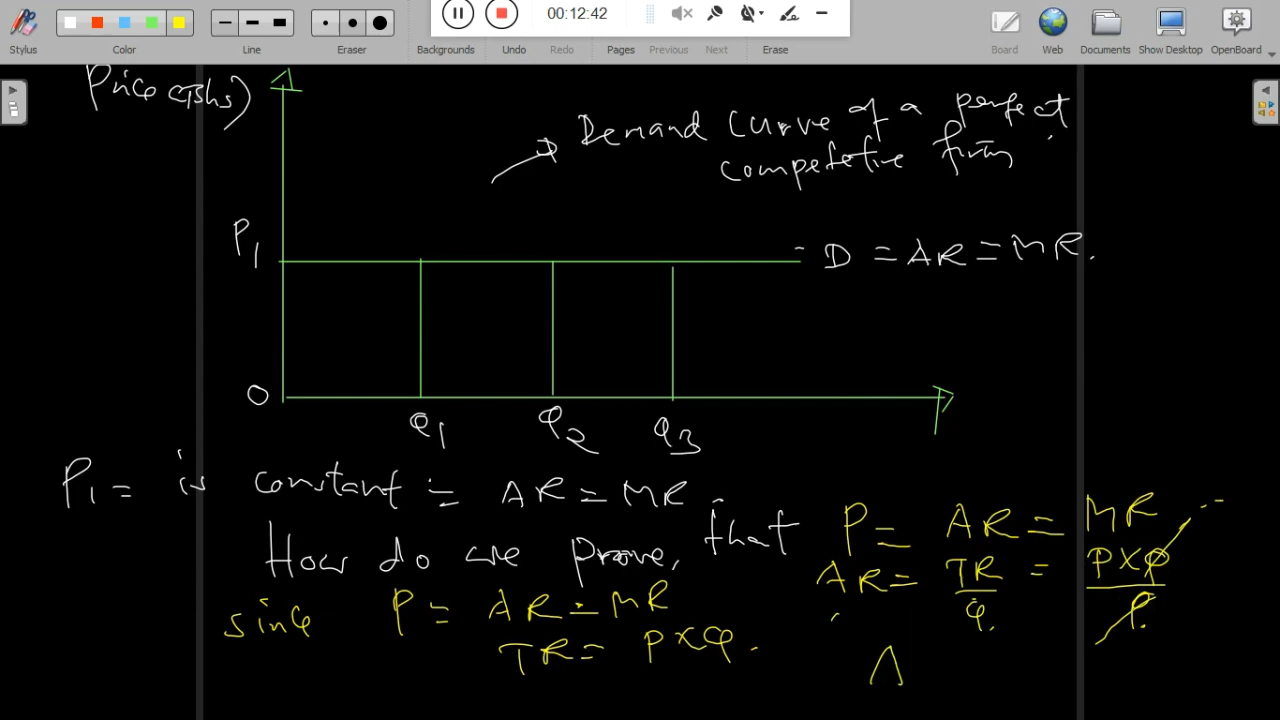 00:12:42
Stylus Color Line Eraser Backgrounds Undo Redo Pages Previous Next Erase Board Web Documents Show Desktop OpenBoard
Price (Tshs)
Demand curve of a perfect
competetive firm
P1
D = AR = MR.
0
Q1 Q2 Q3
P1 = is constant = AR = MR
How do we prove, that P = AR = MR
AR = TR/Q = PXQ/Q
since P = AR = MR
TR = PXQ.
A